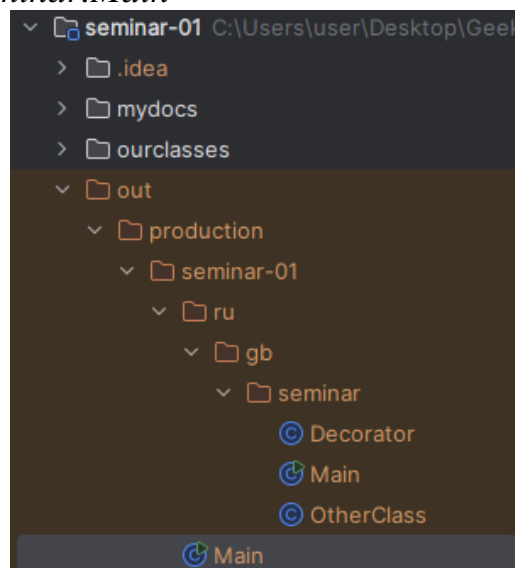 seminar-01 C:\Users\user\Desktop\Geek
.idea
mydocs
ourclasses
out
production
seminar-01
ru
gb
seminar
Decorator
Main
OtherClass
Main